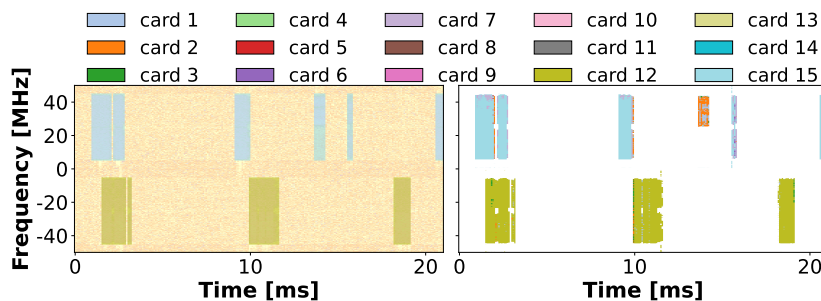 card 1 card 4 card 7 card 10 card 13
card 2 card 5 card 8 card 11 card 14
card 3 card 6 card 9 card 12 card 15
Frequency [MHz]
40
20
0
-20
-40
0 10 20
Time [ms]
0 10 20
Time [ms]